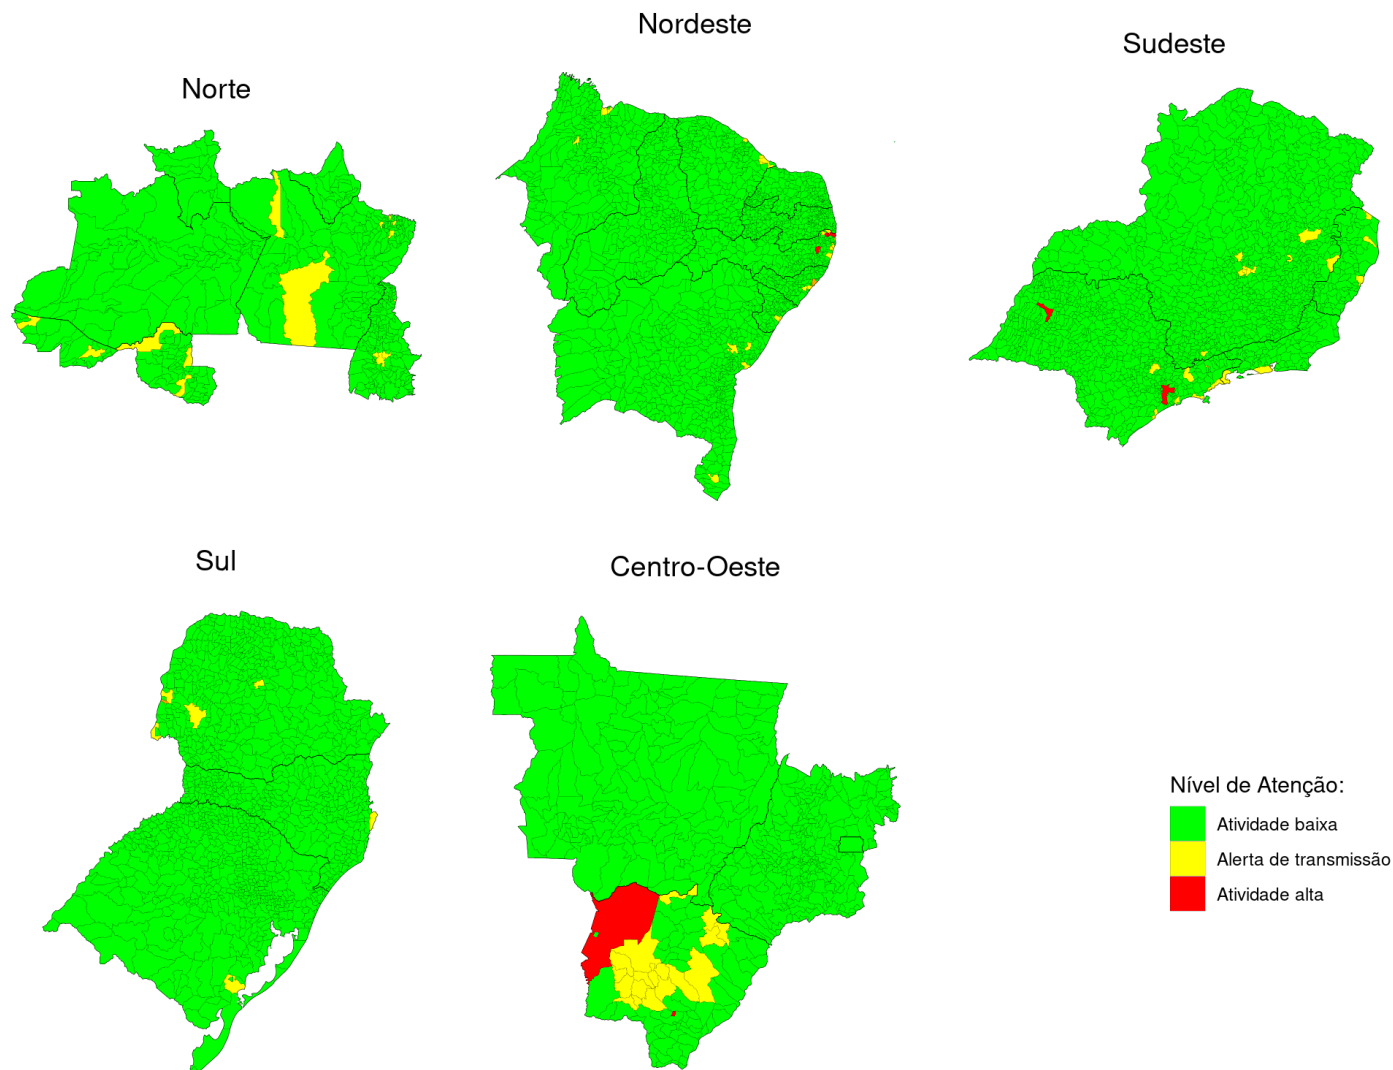 Nordeste
Sudeste
Norte
Sul
Centro-Oeste
Nível de Atenção:
Atividade baixa
Alerta de transmissão
Atividade alta